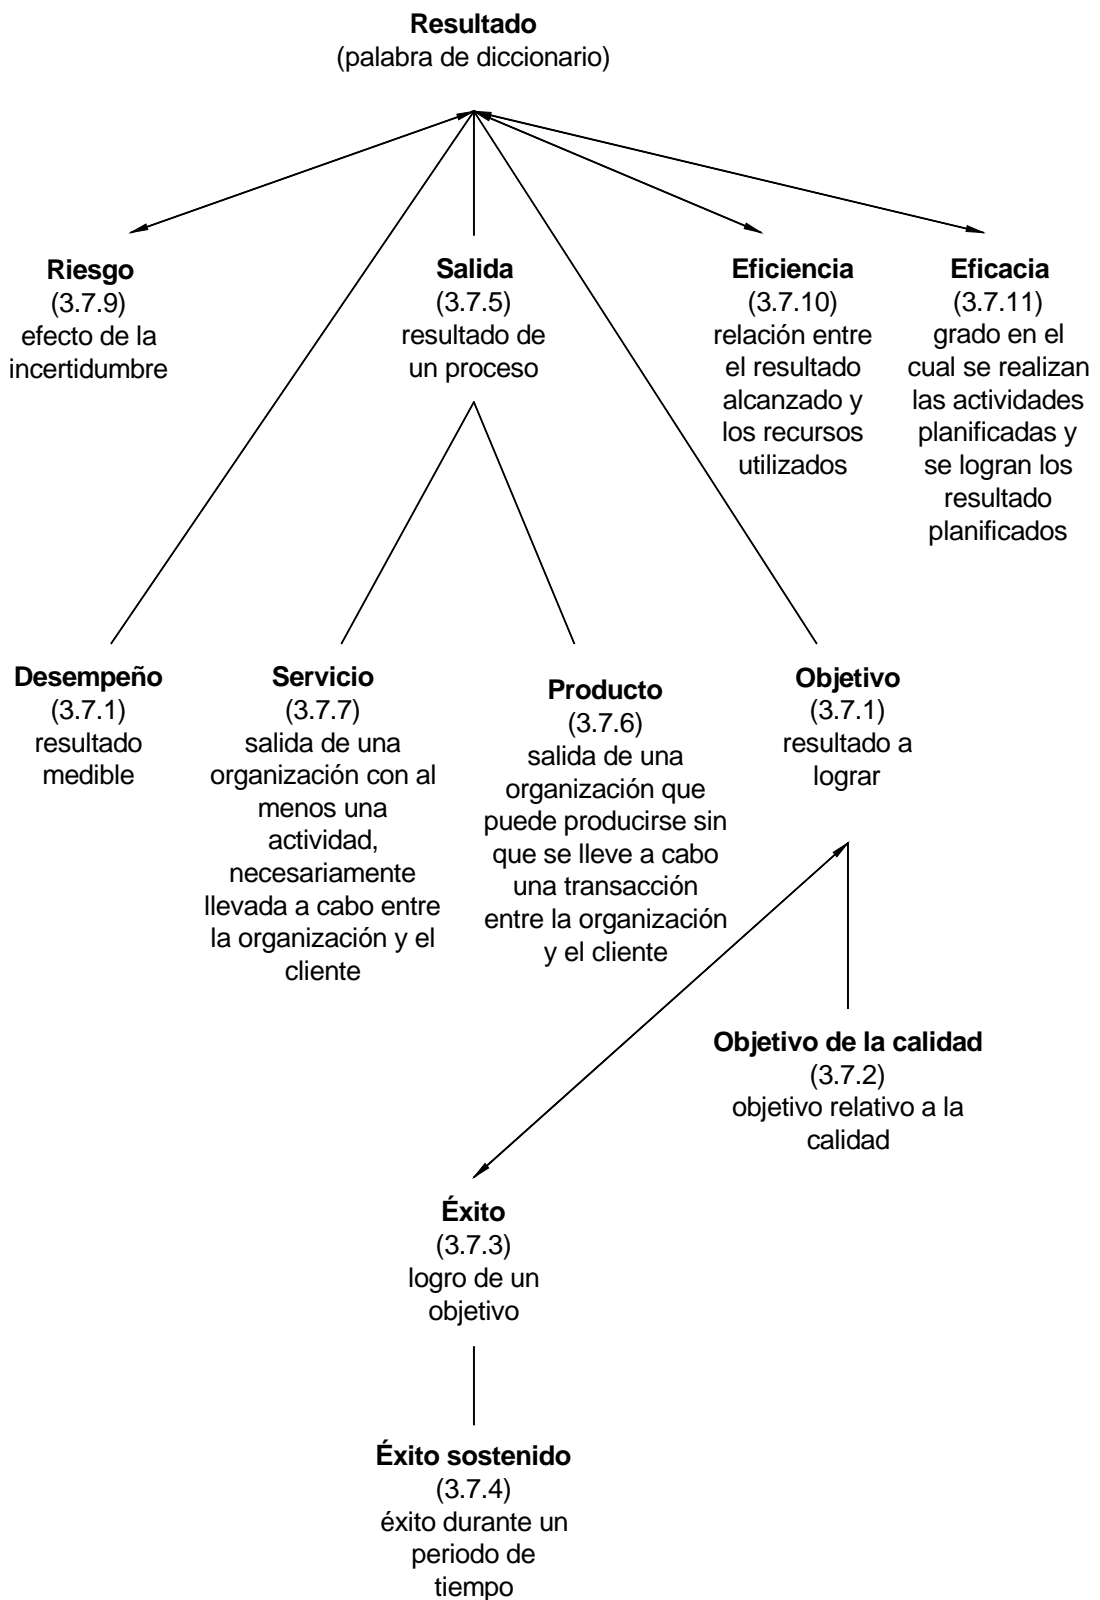 Resultado
(palabra de diccionario)
Riesgo
(3.7.9)
efecto de la
incertidumbre
Salida
(3.7.5)
resultado de
un proceso
Eficiencia
(3.7.10)
relación entre
el resultado
alcanzado y
los recursos
utilizados
Eficacia
(3.7.11)
grado en el
cual se realizan
las actividades
planificadas y
se logran los
resultado
planificados
Desempeño
(3.7.1)
resultado
medible
Servicio
(3.7.7)
salida de una
organización con al
menos una
actividad,
necesariamente
llevada a cabo entre
la organización y el
cliente
Producto
(3.7.6)
salida de una
organización que
puede producirse sin
que se lleve a cabo
una transacción
entre la organización
y el cliente
Objetivo
(3.7.1)
resultado a
lograr
Objetivo de la calidad
(3.7.2)
objetivo relativo a la
calidad
Éxito
(3.7.3)
logro de un
objetivo
Éxito sostenido
(3.7.4)
éxito durante un
periodo de
tiempo